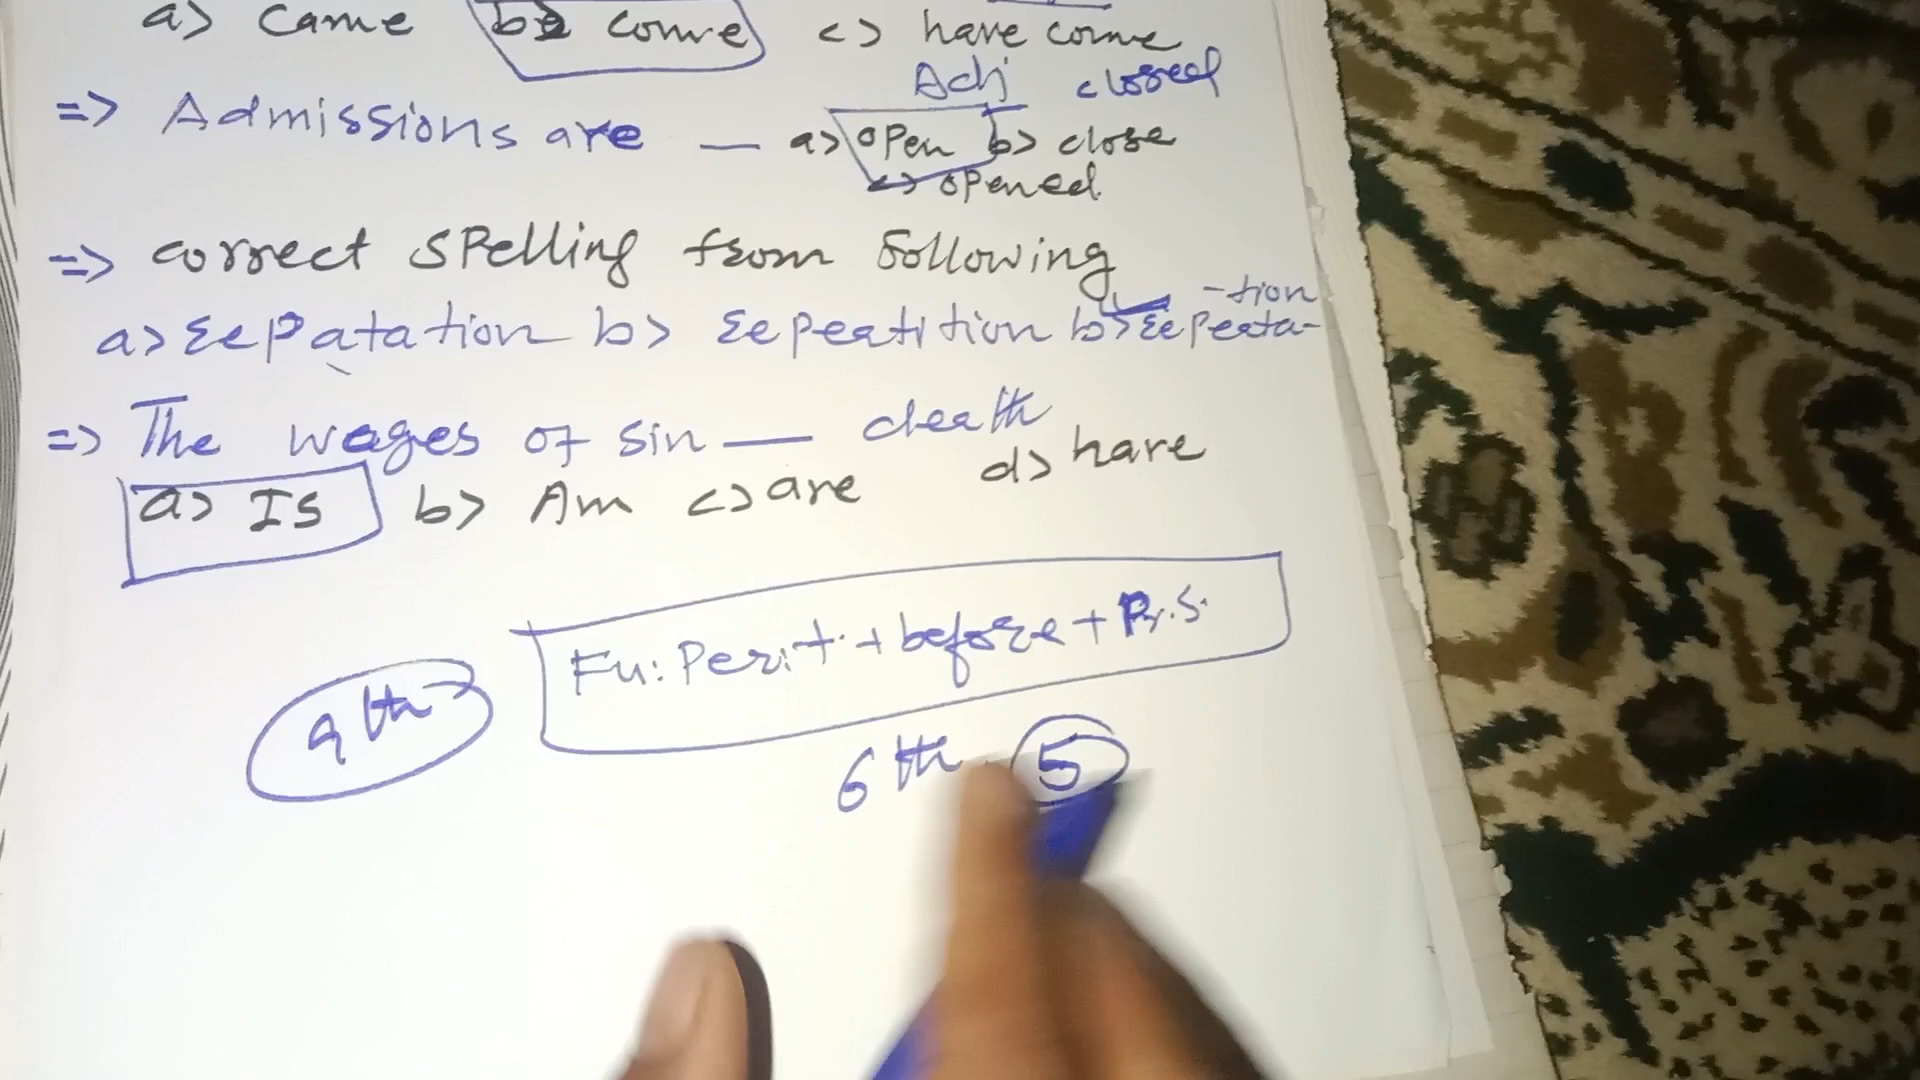 a) came b) come c) have come
Adj closed
=> Admissions are — a) open b) close
c) opened
=> correct spelling from following
-tion
a) repatation b) repeatition b) repeata-
=> The wages of sin — death
a) Is b) Am c) are d) have
Fu: Per: t + before + Pr. S.
9th
6th 5